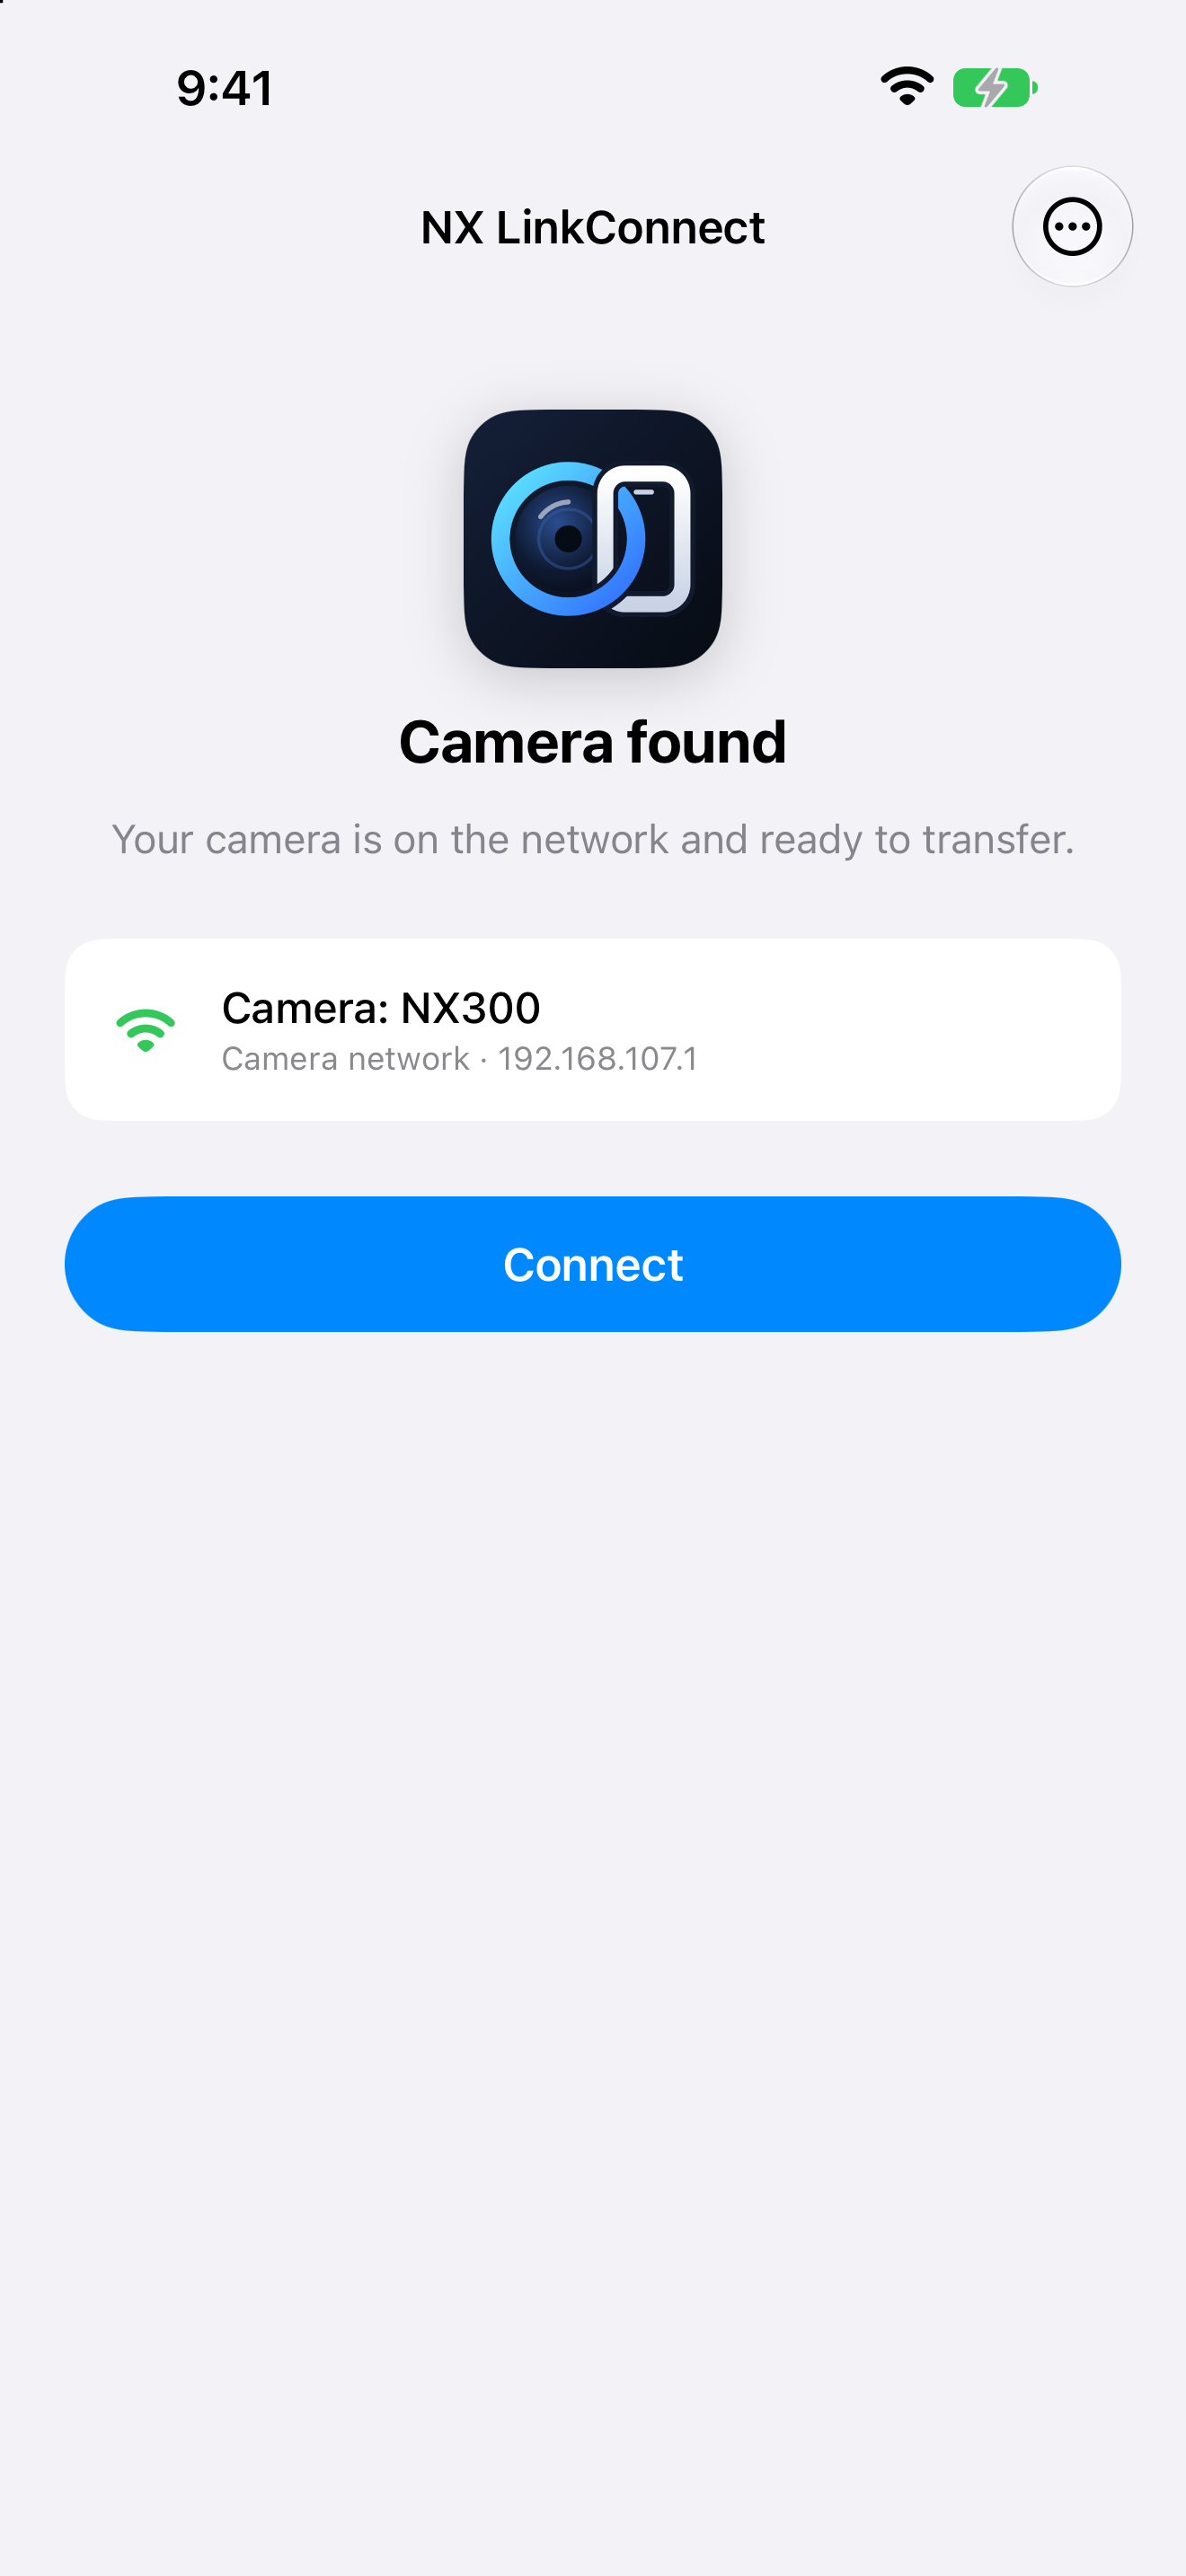 9:41
NX LinkConnect
Camera found
Your camera is on the network and ready to transfer.
Camera: NX300
Camera network · 192.168.107.1
Connect